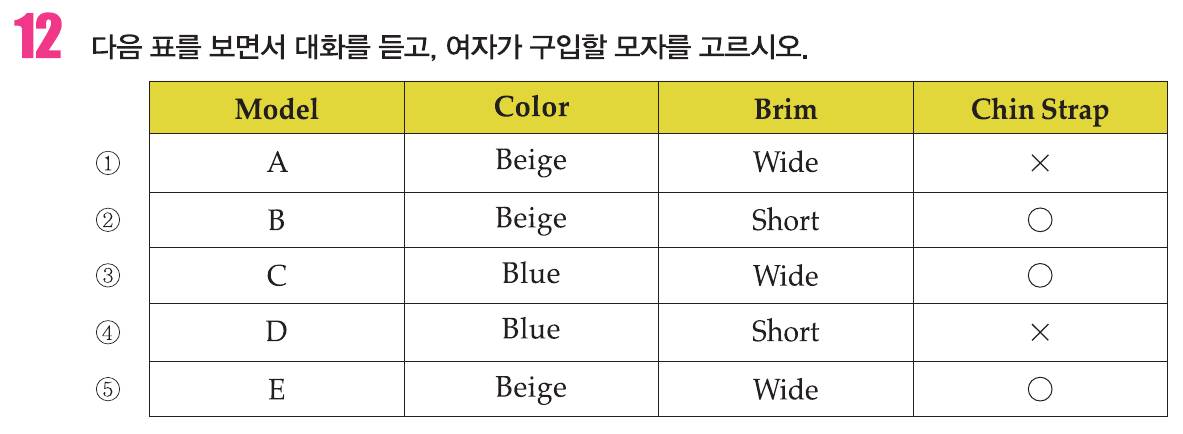 12 다음 표를 보면서 대화를 듣고, 여자가 구입할 모자를 고르시오.
Model Color Brim Chin Strap
① A Beige Wide ×
② B Beige Short ○
③ C Blue Wide ○
④ D Blue Short ×
⑤ E Beige Wide ○